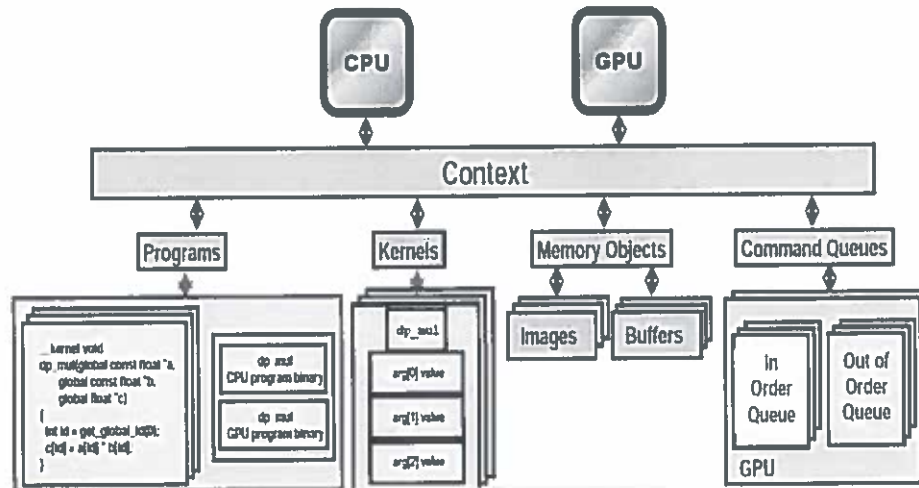 CPU
GPU
Context
Programs
Kernels
Memory Objects
Command Queues
__kernel void
dp_mul(global const float *a,
global const float *b,
global float *c)
{
int id = get_global_id(0);
c[id] = a[id] * b[id];
}
dp_mul
CPU program binary
dp_mul
GPU program binary
dp_mul
arg[0] value
arg[1] value
arg[2] value
Images
Buffers
In
Order
Queue
Out of
Order
Queue
GPU